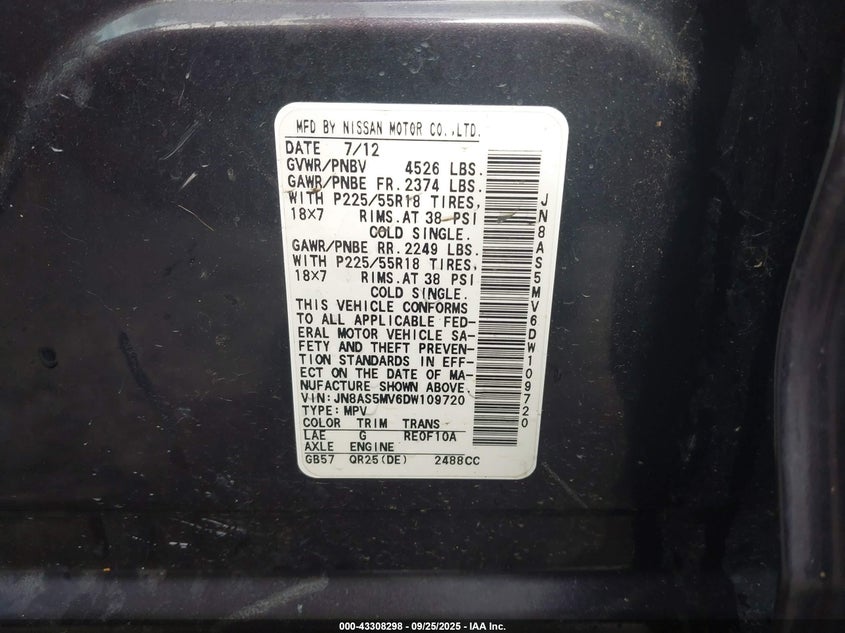 MFD BY NISSAN MOTOR CO.,LTD.
DATE 7/12
GVWR/PNBV 4526 LBS.
GAWR/PNBE FR. 2374 LBS.
WITH P225/55R18 TIRES,
18X7 RIMS.AT 38 PSI
COLD SINGLE.
GAWR/PNBE RR. 2249 LBS.
WITH P225/55R18 TIRES,
18X7 RIMS.AT 38 PSI
COLD SINGLE.
THIS VEHICLE CONFORMS
TO ALL APPLICABLE FED-
ERAL MOTOR VEHICLE SA-
FETY AND THEFT PREVEN-
TION STANDARDS IN EFF-
ECT ON THE DATE OF MA-
NUFACTURE SHOWN ABOVE.
VIN: JN8AS5MV6DW109720
TYPE: MPV
COLOR TRIM TRANS
LAE G RE0F10A
AXLE ENGINE
GB57 QR25(DE) 2488CC
JN8AS5MV6DW109720
000-43308298 - 09/25/2025 - IAA Inc.